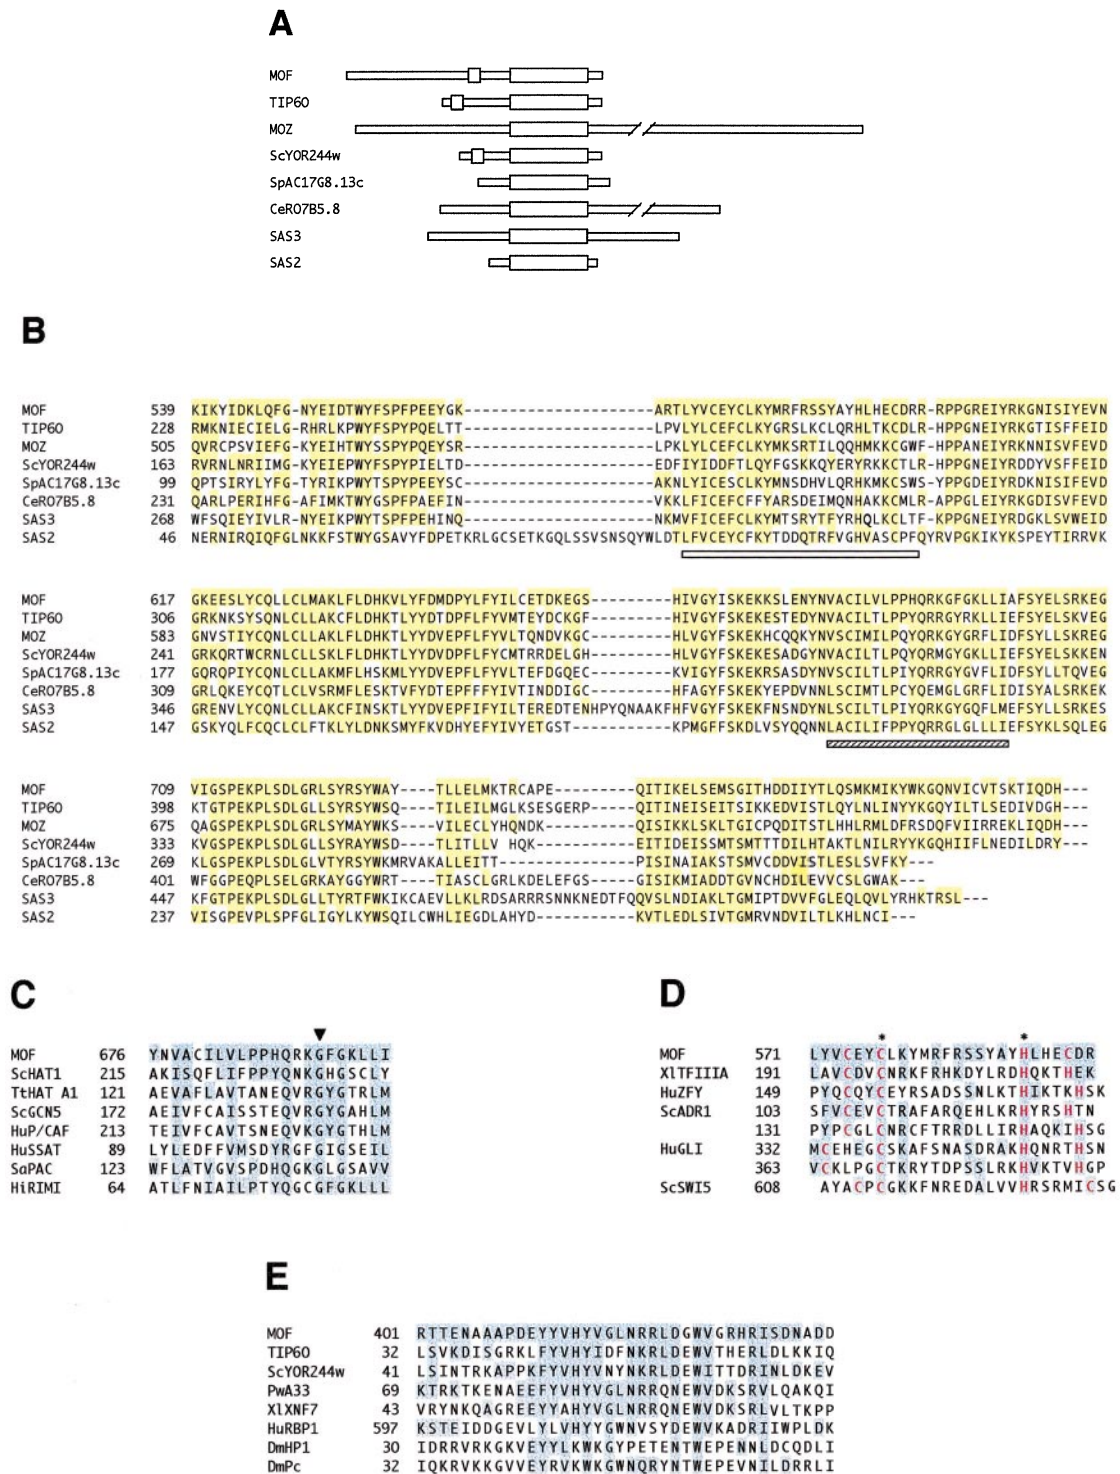 A
MOF
TIP60
MOZ
ScYOR244w
SpAC17G8.13c
CeR07B5.8
SAS3
SAS2
B
MOF 539 KIKYIDKLQFG-NYEIDTWYFSPFPEEYGK---------------------ARTLYVCEYCLKYMRFRSSYAYHLHECDRR-RPPGREIYRKGNISIYEVN
TIP60 228 RMKNIECIELG-RHRLKPWYFSPYPQELTT---------------------LPVLYLCEFCLKYGRSLKCLQRHLTKCDLR-HPPGNEIYRKGTISFFEID
MOZ 505 QVRCPSVIEFG-KYEIHTWYSSPYPQEYSR---------------------LPKLYLCEFCLKYMKSRTILQQHMKKCGWF-HPPANEIYRKNNISVFEVD
ScYOR244w 163 RVRNLNRIIMG-KYEIEPWYFSPYPIELTD---------------------EDFIYIDDFTLQYFGSKKQYERYRKKCTLR-HPPGNEIYRDDYVSFFEID
SpAC17G8.13c 99 QPTSIRYLYFG-TYRIKPWYTSPYPEEYSC---------------------AKNLYICESCLKYMNSDHVLQRHKMKCSWS-YPPGDEIYRDKNISIFEVD
CeR07B5.8 231 QARLPERIHFG-AFIMKTWYGSPFPAEFIN---------------------VKKLFICEFCFFYARSDEIMQNHAKKCMLR-APPGLEIYRKGDISVFEVD
SAS3 268 WFSQIEYIVLR-NYEIKPWYTSPFPEHINQ---------------------NKMVFICEFCLKYMTSRYTFYRHQLKCLTF-KPPGNEIYRDGKLSVWEID
SAS2 46 NERNIRQIQFGLNKKFSTWYGSAVYFDPETKRLGCSETKGQLSSVSNSQYWLDTLFVCEYCFKYTDDQTRFVGHVASCPFQYRVPGKIKYKSPEYTIRRVK
MOF 617 GKEESLYCQLLCLMAKLFLDHKVLYFDMDPYLFYILCETDKEGS---------HIVGYISKEKKSLENYNVACILVLPPHQRKGFGKLLIAFSYELSRKEG
TIP60 306 GRKNKSYSQNLCLLAKCFLDHKTLYYDTDPFLFYVMTEYDCKGF---------HIVGYFSKEKESTEDYNVACILTLPPYQRRGYRKLLIEFSYELSKVEG
MOZ 583 GNVSTIYCQNLCLLAKLFLDHKTLYYDVEPFLFYVLTQNDVKGC---------HLVGYFSKEKHCQQKYNVSCIMILPQYQRKGYGRFLIDFSYLLSKREG
ScYOR244w 241 GRKQRTWCRNLCLLSKLFLDHKTLYYDVDPFLFYCMTRRDELGH---------HLVGYFSKEKESADGYNVACILTLPQYQRMGYGKLLIEFSYELSKKEN
SpAC17G8.13c 177 GQRQPIYCQNLCLLAKMFLHSKMLYYDVEPFLFYVLTEFDGQEC---------KVIGYFSKEKRSASDYNVSCILTLPIYQRRGYGVFLIDFSYLLTQVEG
CeR07B5.8 309 GRLQKEYCQTLCLVSRMFLESKTVFYDTEPFFFYIVTINDDIGC---------HFAGYFSKEKYEPDVNNLSCIMTLPCYQEMGLGRFLIDISYALSRKEK
SAS3 346 GRENVLYCQNLCLLAKCFINSKTLYYDVEPFIFYILTEREDTENHPYQNAAKFHFVGYFSKEKFNSNDYNLSCILTLPIYQRKGYGQFLMEFSYLLSRKES
SAS2 147 GSKYQLFCQCLCLFTKLYLDNKSMYFKVDHYEFYIVYETGST---------KPMGFFSKDLVSYQQNNLACILIFPPYQRRGLGLLLIEFSYKLSQLEG
MOF 709 VIGSPEKPLSDLGRLSYRSYWAY----TLLELMKTRCAPE----------QITIKELSEMSGITHDDIIYTLQSMKMIKYWKGQNVICVTSKTIQDH---
TIP60 398 KTGTPEKPLSDLGLLSYRSYWSQ----TILEILMGLKSESGERP-----QITINEISEITSIKKEDVISTLQYLNLINYYKGQYILTLSEDIVDGH--
MOZ 675 QAGSPEKPLSDLGRLSYMAYWKS----VILECLYHQNDK-----------QISIKKLSKLTGICPQDITSTLHHLRMLDFRSDQFVIIRREKLIQDH---
ScYOR244w 333 KVGSPEKPLSDLGLLSYRAYWSD----TLITLLV HQK-----------EITIDEISSMTSMTTTDILHTAKTLNILRYYKGQHIIFLNEDILDRY---
SpAC17G8.13c 269 KLGSPEKPLSDLGLVTYRSYWKMRVAKALLEITT---------------PISINAIAKSTSMVCDDVISTLESLSVFKY---
CeR07B5.8 401 WFGGPEQPLSELGRKAYGGYWRT----TIASCLGRLKDELEFGS-----GISIKMIADDTGVNCHDILEVVCSLGWAK---
SAS3 447 KFGTPEKPLSDLGLLTYRTFWKIKCAEVLLKLRDSARRRSNNKNEDTFQQVSLNDIAKLTGMIPTDVVFGLEQLQVLYRHKTRSL---
SAS2 237 VISGPEVPLSPFGLIGYLKYWSQILCWHLIEGDLAHYD-----------KVTLEDLSIVTGMRVNDVILTLKHLNCI---
C
MOF 676 YNVACILVLPPHQRKGFGKLLI
ScHAT1 215 AKISQFLIFPPYQNKGHGSCLY
TtHAT A1 121 AEVAFLAVTANEQVRGYGTRLM
ScGCN5 172 AEIVFCAISSTEQVRGYGAHLM
HuP/CAF 213 TEIVFCAVTSNEQVKGYGTHLM
HuSSAT 89 LYLEDFFVMSDYRGFGIGSEIL
SaPAC 123 WFLATVGVSPDHQGKGLGSAVV
HiRIMI 64 ATLFNIAILPTYQGCGFGKLLL
D
* *
MOF 571 LYVCEYCLKYMRFRSSYAYHLHECDR
XlTFIIIA 191 LAVCDVCNRKFRHKDYLRDHQKTHEK
HuZFY 149 PYQCQYCEYRSADSSNLKTHIKTKHSK
ScADR1 103 SFVCEVCTRAFARQEHLKRHYRSHTN
131 PYPCGLCNRCFTRRDLLIRHAQKIHSG
HuGLI 332 MCEHEGCSKAFSNASDRAKHQNRTHSN
363 VCKLPGCTKRYTDPSSLRKHVKTVHGP
ScSWI5 608 AYACPCGKKFNREDALVVHRSRMICSG
E
MOF 401 RTTENAAAPDEYYVHYVGLNRRLDGWVGRHRISDNADD
TIP60 32 LSVKDISGRKLFYVHYIDFNKRLDEWVTHERLDLKKIQ
ScYOR244w 41 LSINTRKAPPKFYVHYVNYNKRLDEWITTDRINLDKEV
PwA33 69 KTRKTKENAEEFYVHYVGLNRRQNEWVDKSRVLQAKQI
XlXNF7 43 VRYNKQAGREEYYAHYVGLNRRQNEWVDKSRLVLTKPP
HuRBP1 597 KSTEIDDGEVLYLVHYYGWNVSYDEWVKADRIIWPLDK
DmHP1 30 IDRRVRKGKVEYYLKWKGYPETENTWEPENNLDCQDLI
DmPc 32 IQKRVKKGVVEYRVKWKGWNQRYNTWEPEVNILDRRLI